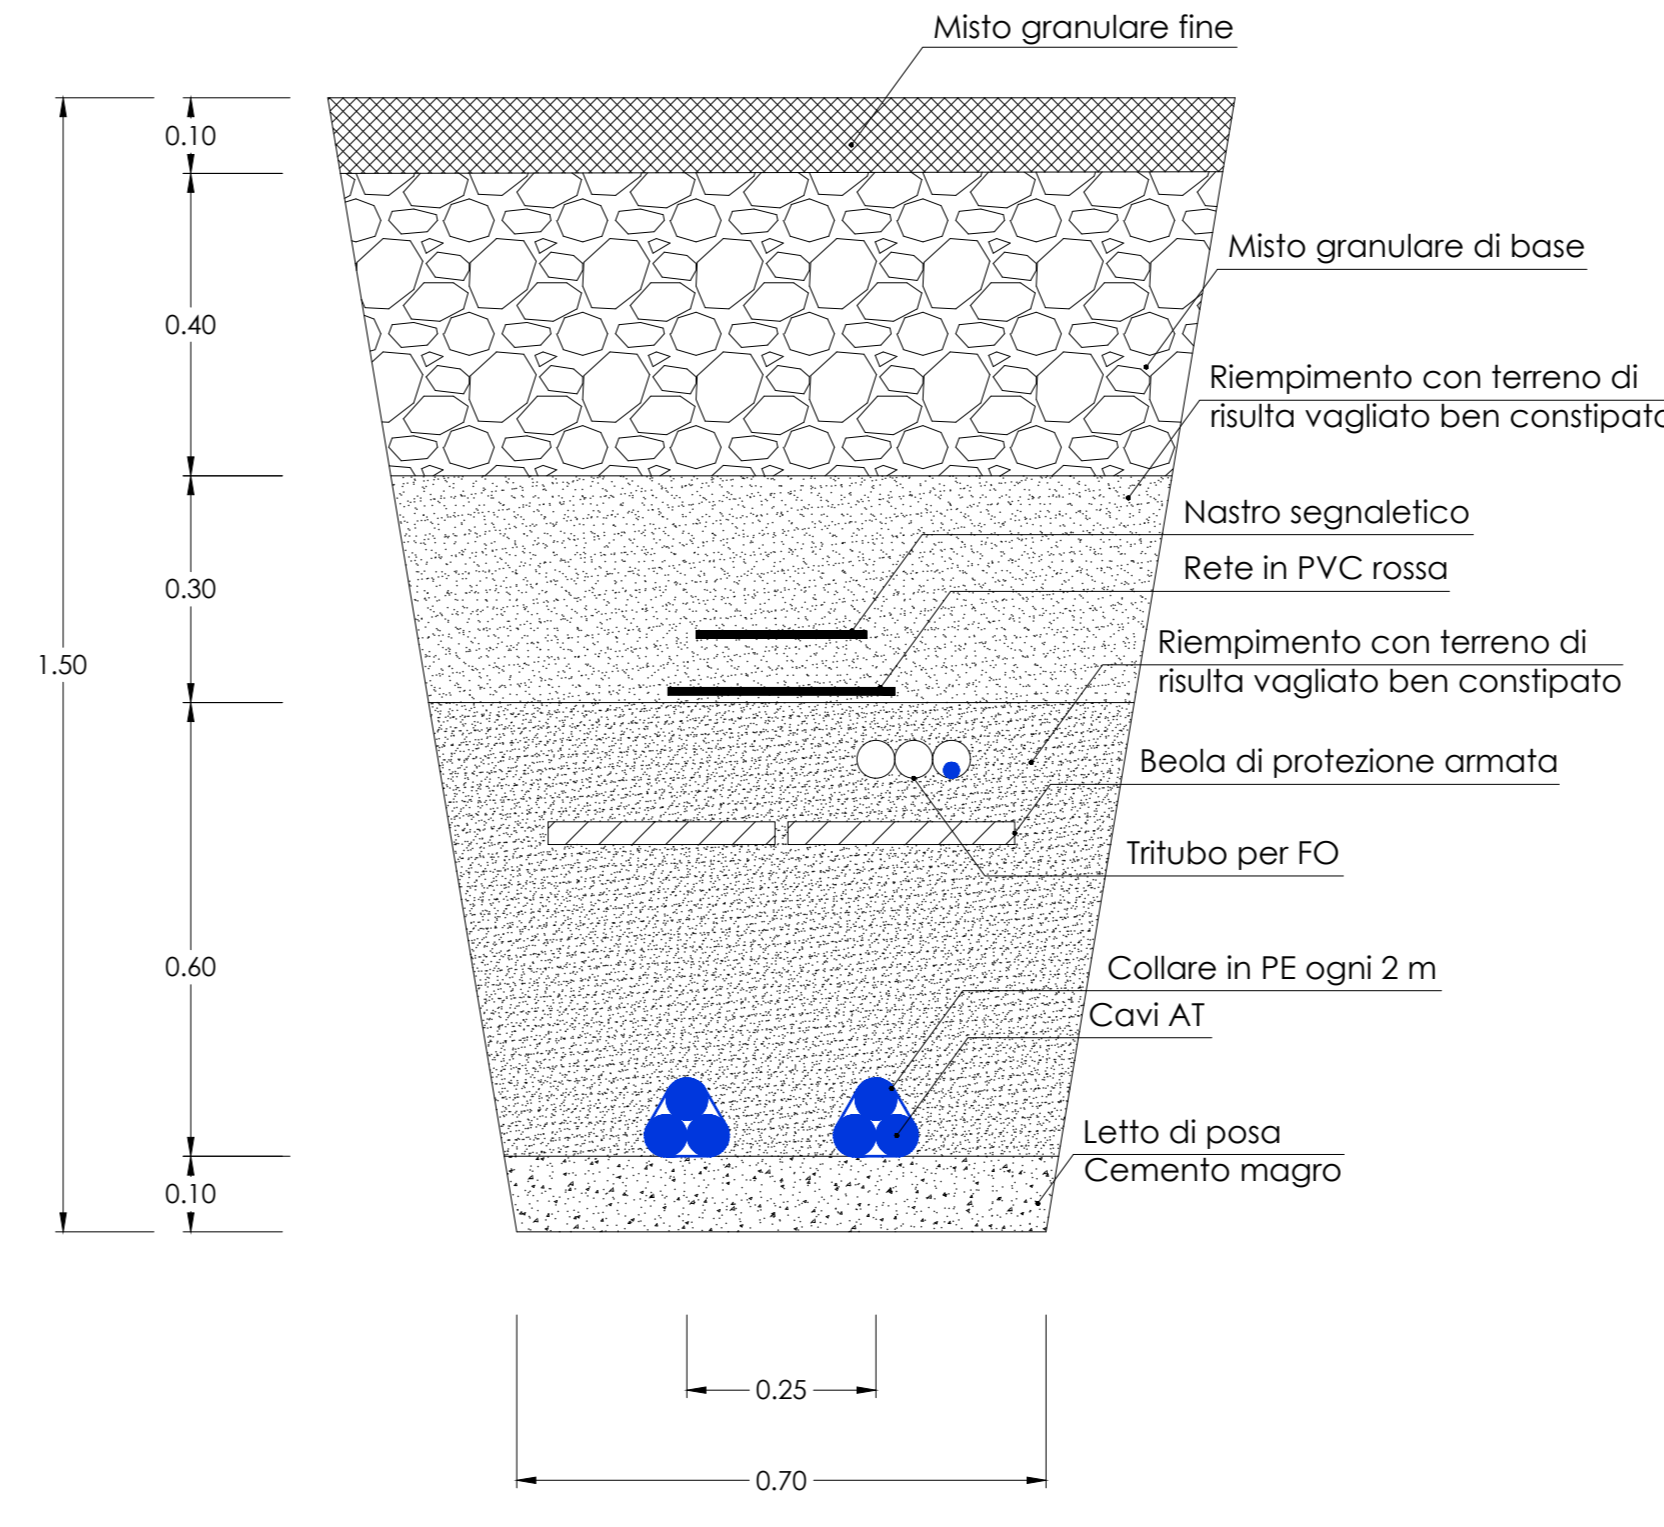 Misto granulare fine
0.10
Misto granulare di base
0.40
Riempimento con terreno di
risulta vagliato ben constipato
Nastro segnaletico
Rete in PVC rossa
0.30
Riempimento con terreno di
risulta vagliato ben constipato
1.50
Beola di protezione armata
Tritubo per FO
0.60
Collare in PE ogni 2 m
Cavi AT
Letto di posa
Cemento magro
0.10
0.25
0.70